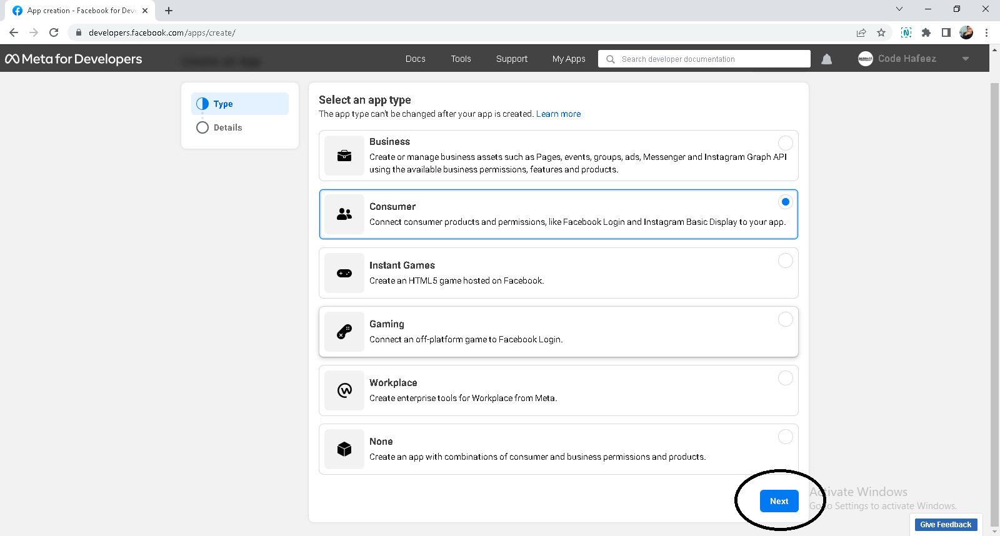 App creation - Facebook for Deve
developers.facebook.com/apps/create/
Meta for Developers
Create an App
Docs
Tools
Support
My Apps
Search developer documentation
Code Hafeez
Type
Details
Select an app type
The app type can't be changed after your app is created. Learn more
Business
Create or manage business assets such as Pages, events, groups, ads, Messenger and Instagram Graph API
using the available business permissions, features and products.
Consumer
Connect consumer products and permissions, like Facebook Login and Instagram Basic Display to your app.
Instant Games
Create an HTML5 game hosted on Facebook.
Gaming
Connect an off-platform game to Facebook Login.
Workplace
Create enterprise tools for Workplace from Meta.
None
Create an app with combinations of consumer and business permissions and products.
Next
Activate Windows
Go to Settings to activate Windows.
Give Feedback